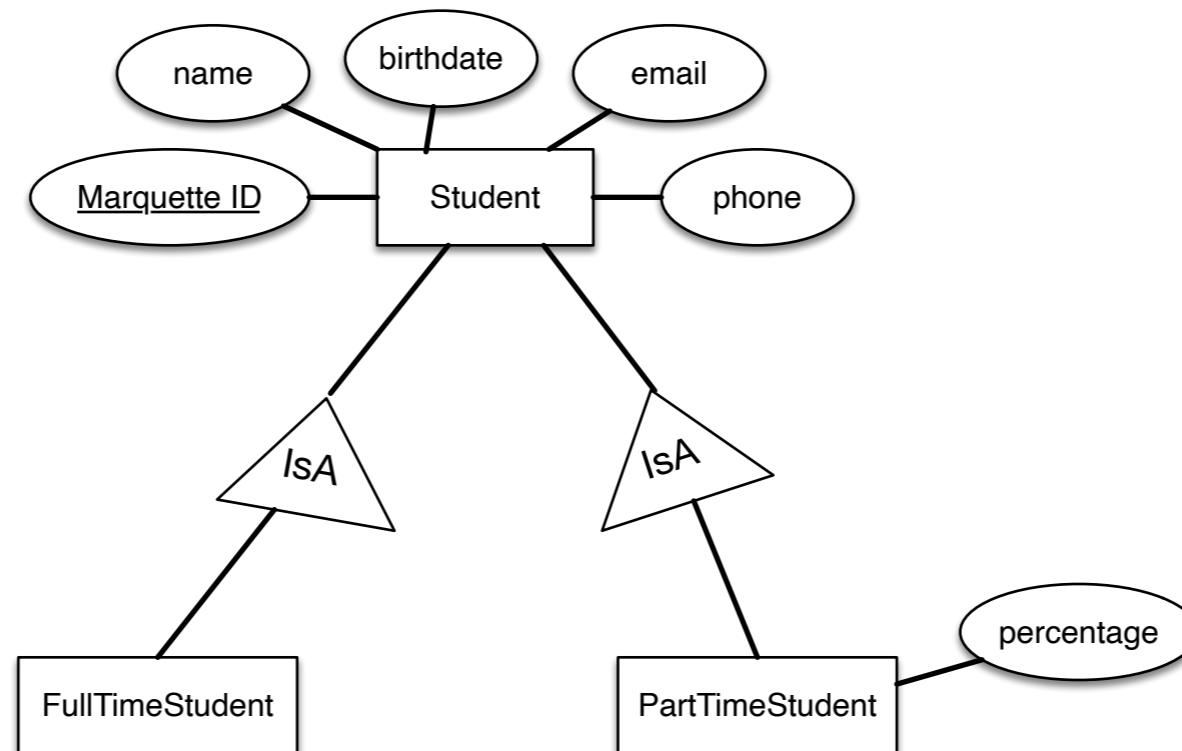 name
birthdate
email
Marquette ID
Student
phone
IsA
IsA
percentage
FullTimeStudent
PartTimeStudent